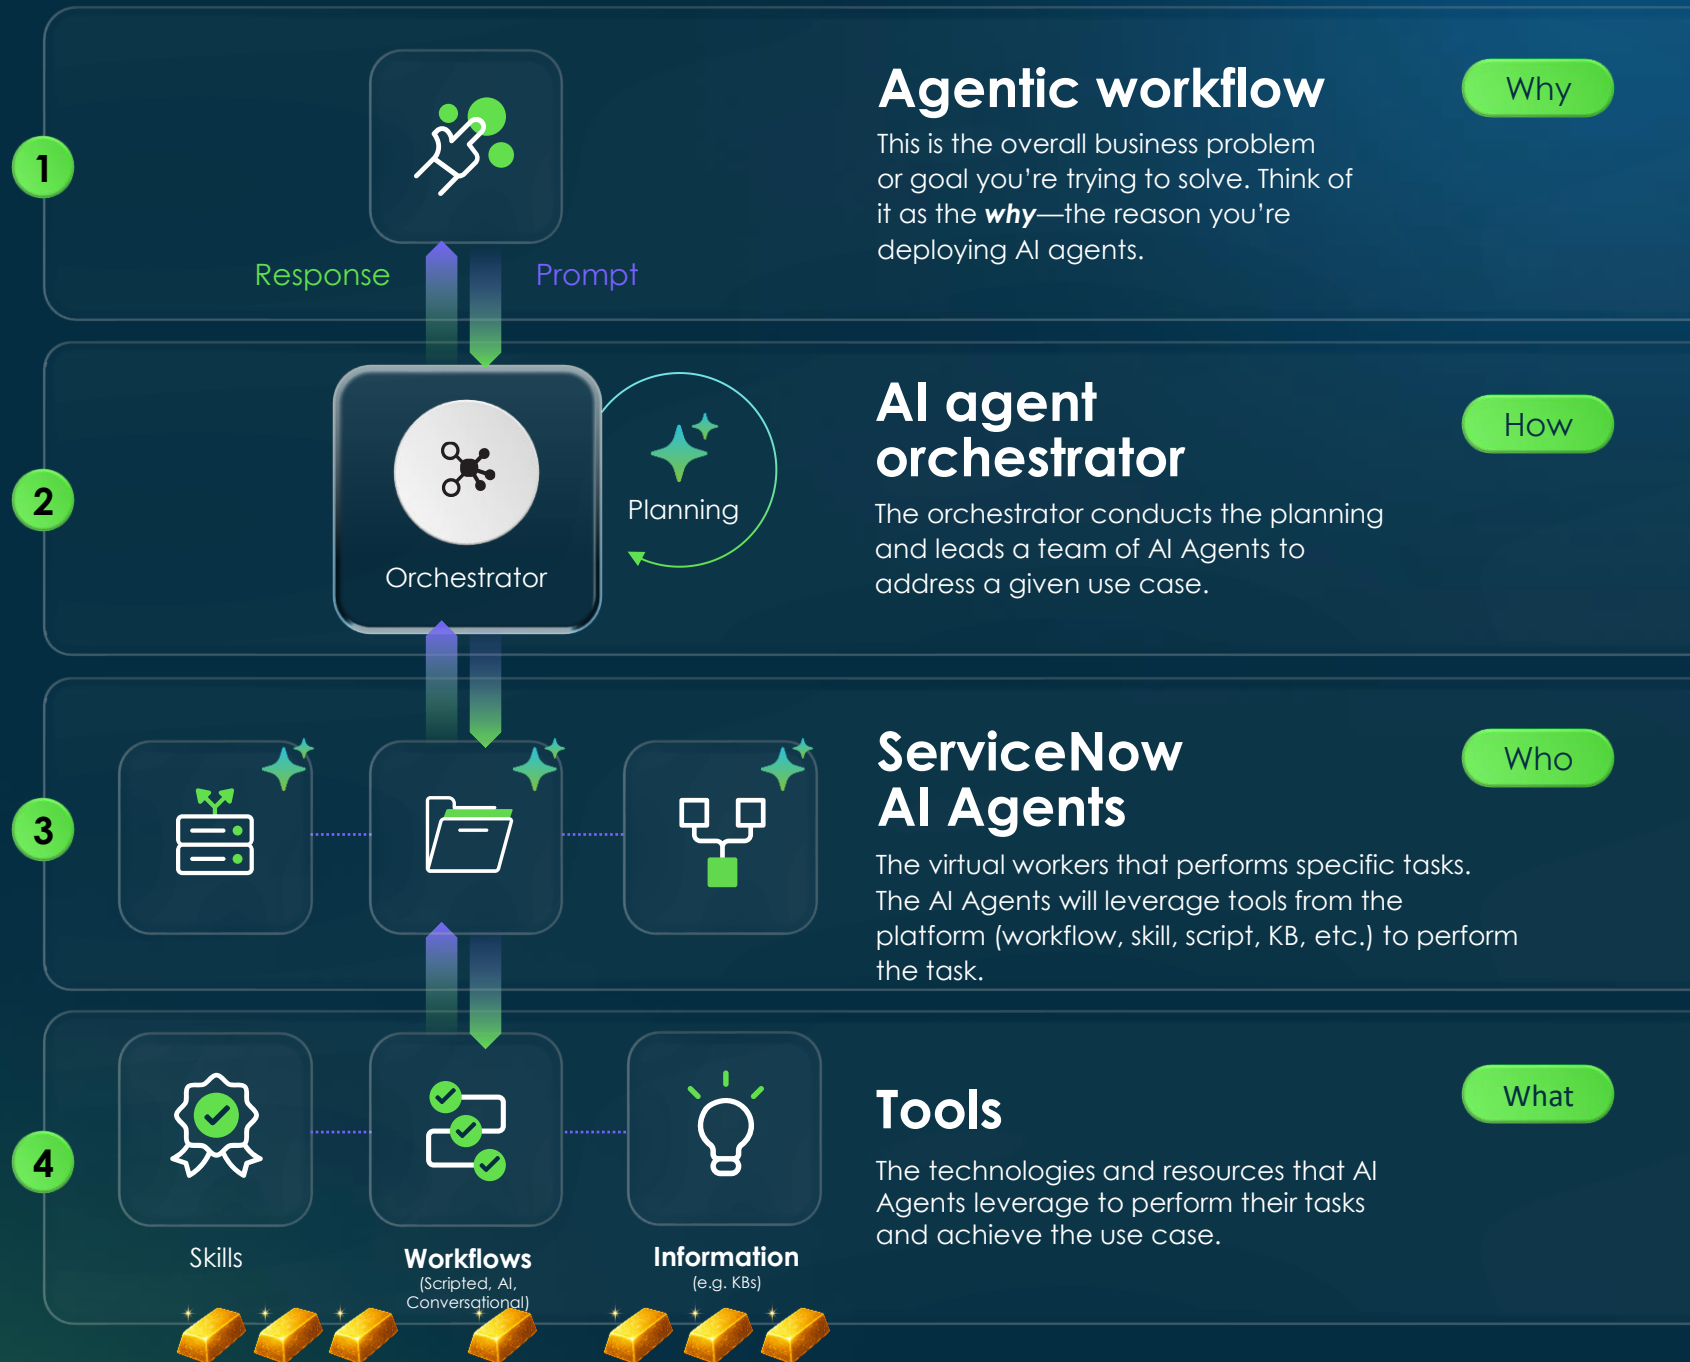 1
Agentic workflow
Why
This is the overall business problem
or goal you’re trying to solve. Think of
it as the why—the reason you’re
deploying AI agents.
Response
Prompt
2
Orchestrator
Planning
AI agent
orchestrator
How
The orchestrator conducts the planning
and leads a team of AI Agents to
address a given use case.
3
ServiceNow
AI Agents
Who
The virtual workers that performs specific tasks.
The AI Agents will leverage tools from the
platform (workflow, skill, script, KB, etc.) to perform
the task.
4
Skills
Workflows
(Scripted, AI,
Conversational)
Information
(e.g. KBs)
Tools
What
The technologies and resources that AI
Agents leverage to perform their tasks
and achieve the use case.